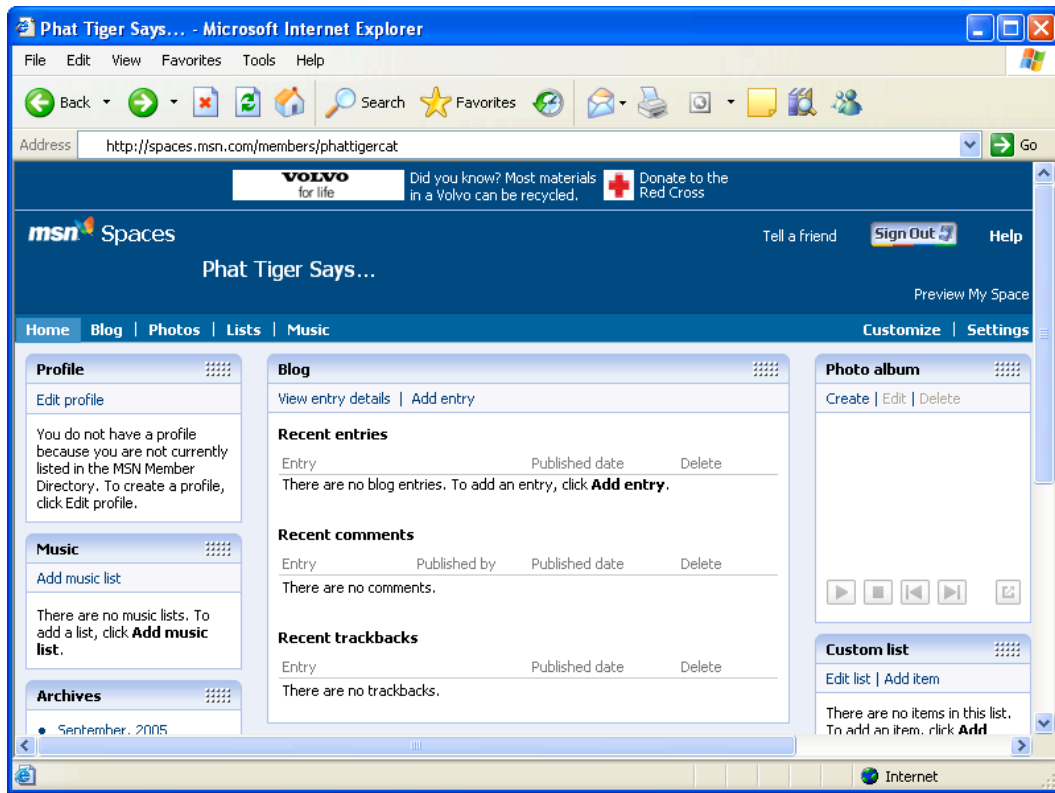 Phat Tiger Says... - Microsoft Internet Explorer
File Edit View Favorites Tools Help
Back Search Favorites
Address http://spaces.msn.com/members/phattigercat Go
VOLVO
for life
Did you know? Most materials
in a Volvo can be recycled.
Donate to the
Red Cross
msn Spaces
Tell a friend Sign Out Help
Phat Tiger Says...
Preview My Space
Home Blog | Photos | Lists | Music Customize | Settings
Profile
Edit profile
You do not have a profile
because you are not currently
listed in the MSN Member
Directory. To create a profile,
click Edit profile.
Music
Add music list
There are no music lists. To
add a list, click Add music
list.
Archives
September, 2005
Blog
View entry details | Add entry
Recent entries
Entry Published date Delete
There are no blog entries. To add an entry, click Add entry.
Recent comments
Entry Published by Published date Delete
There are no comments.
Recent trackbacks
Entry Published date Delete
There are no trackbacks.
Photo album
Create | Edit | Delete
Custom list
Edit list | Add item
There are no items in this list.
To add an item, click Add
Internet